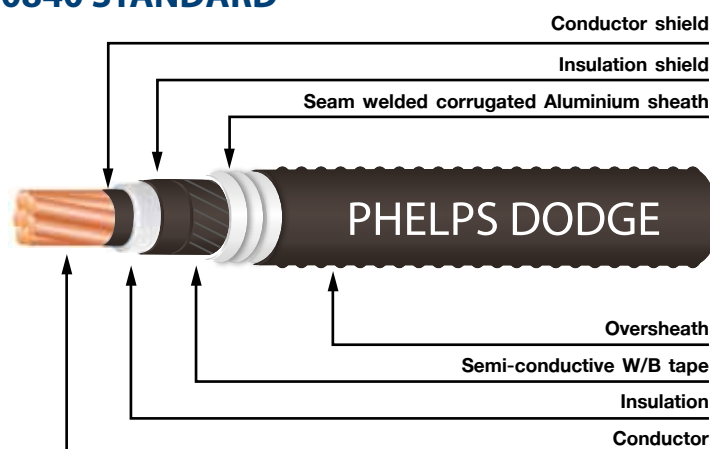 Conductor shield
Insulation shield
Seam welded corrugated Aluminium sheath
PHELPS DODGE
Oversheath
Semi-conductive W/B tape
Insulation
Conductor